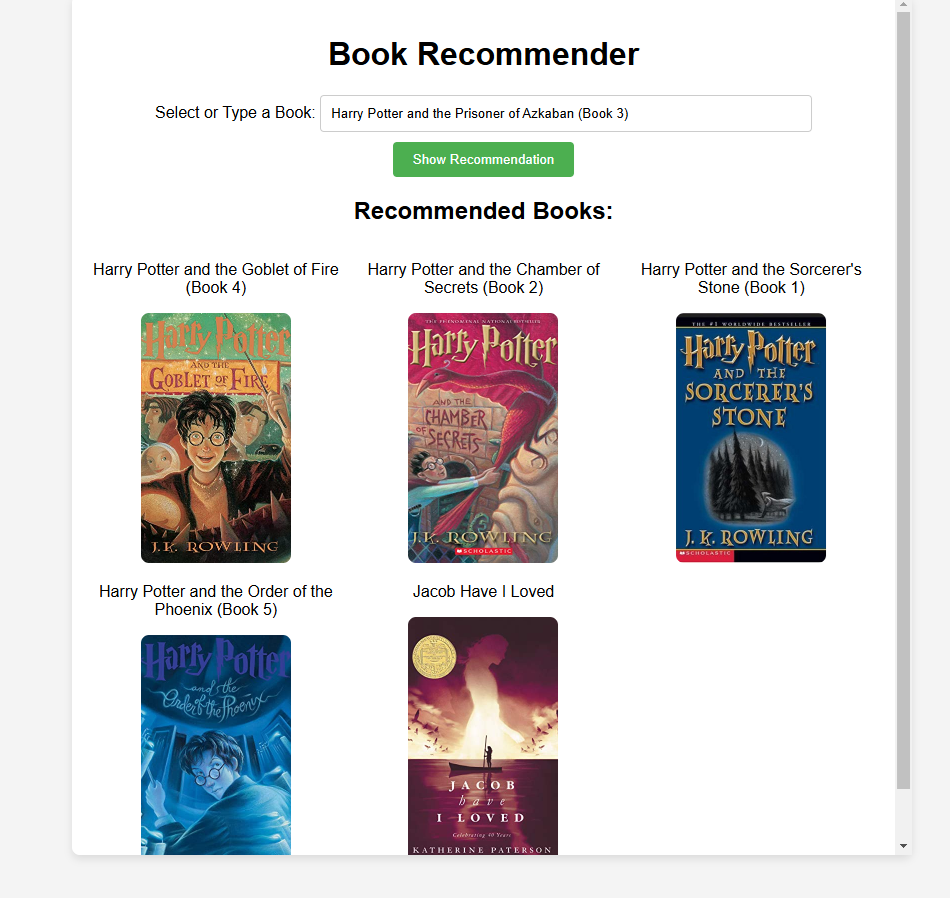 Book Recommender
Select or Type a Book: Harry Potter and the Prisoner of Azkaban (Book 3)
Show Recommendation
Recommended Books:
Harry Potter and the Goblet of Fire
(Book 4)
Harry Potter
AND THE
GOBLET OF FIRE
J.K. ROWLING
Harry Potter and the Chamber of
Secrets (Book 2)
THE PHENOMENAL NATIONAL BESTSELLER
Harry Potter
AND THE
CHAMBER
OF SECRETS
J.K. ROWLING
SCHOLASTIC
Harry Potter and the Sorcerer's
Stone (Book 1)
THE #1 WORLDWIDE BESTSELLER
Harry Potter
AND THE
SORCERER'S
STONE
J.K. ROWLING
SCHOLASTIC
Harry Potter and the Order of the
Phoenix (Book 5)
Harry Potter
and the
Order of the Phoenix
Jacob Have I Loved
JACOB
have
I LOVED
Celebrating 40 Years
KATHERINE PATERSON